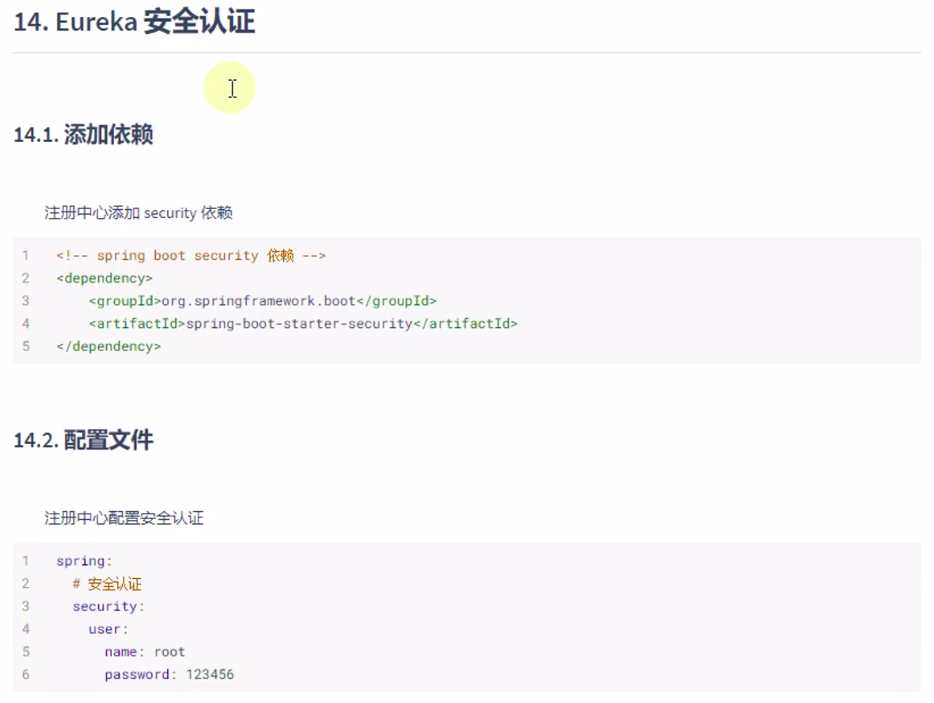 14. Eureka 安全认证
14.1. 添加依赖
注册中心添加 security 依赖
1 <!-- spring boot security 依赖 -->
2 <dependency>
3     <groupId>org.springframework.boot</groupId>
4     <artifactId>spring-boot-starter-security</artifactId>
5 </dependency>
14.2. 配置文件
注册中心配置安全认证
1 spring:
2   # 安全认证
3   security:
4     user:
5       name: root
6       password: 123456